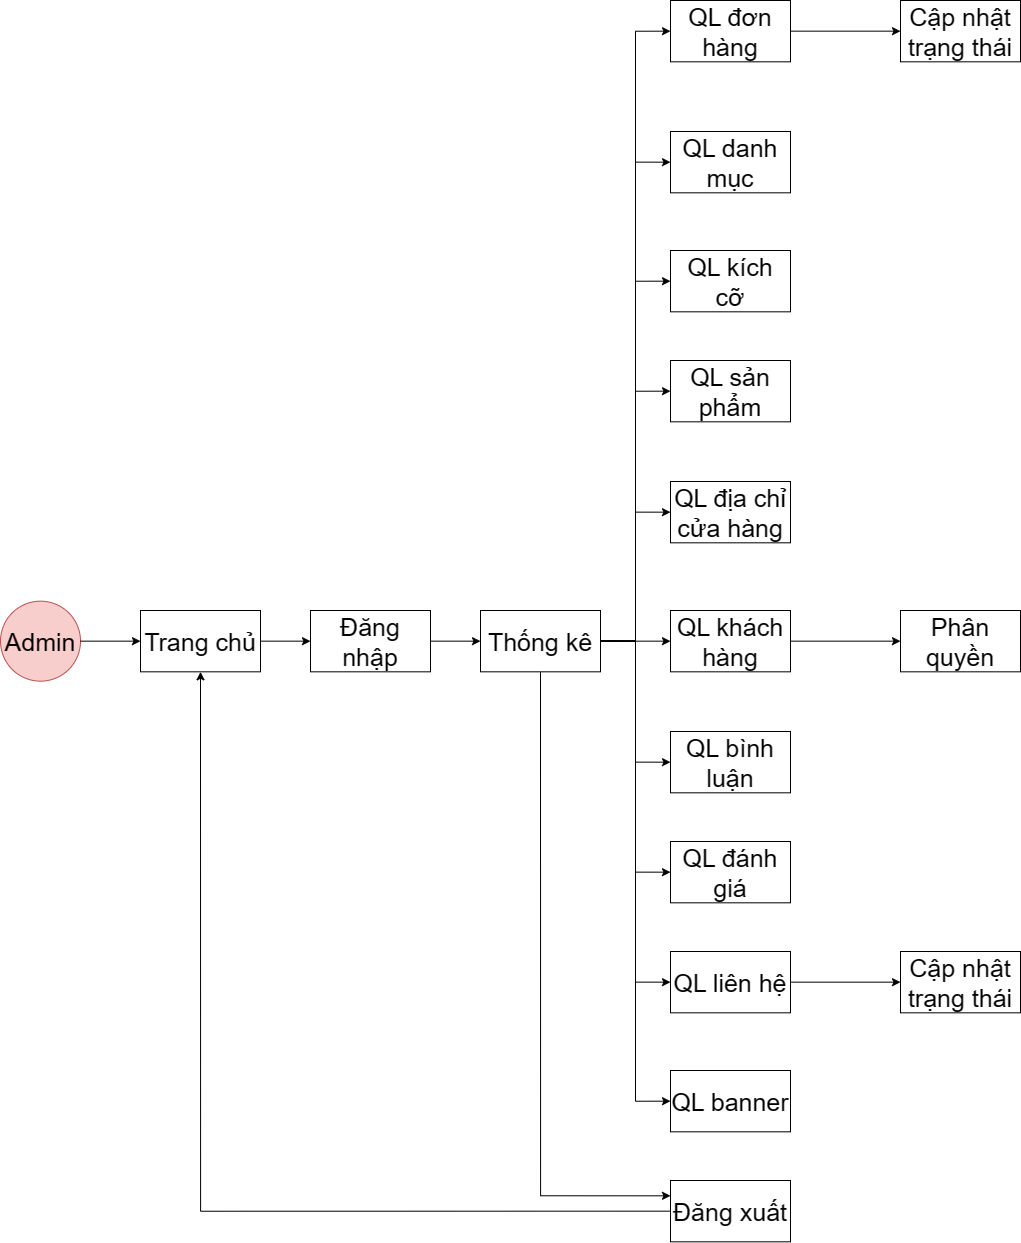 QL đơn
hàng
Cập nhật
trạng thái
QL danh
mục
QL kích
cỡ
QL sản
phẩm
QL địa chỉ
cửa hàng
Admin
Trang chủ
Đăng
nhập
Thống kê
QL khách
hàng
Phân
quyền
QL bình
luận
QL đánh
giá
QL liên hệ
Cập nhật
trạng thái
QL banner
Đăng xuất